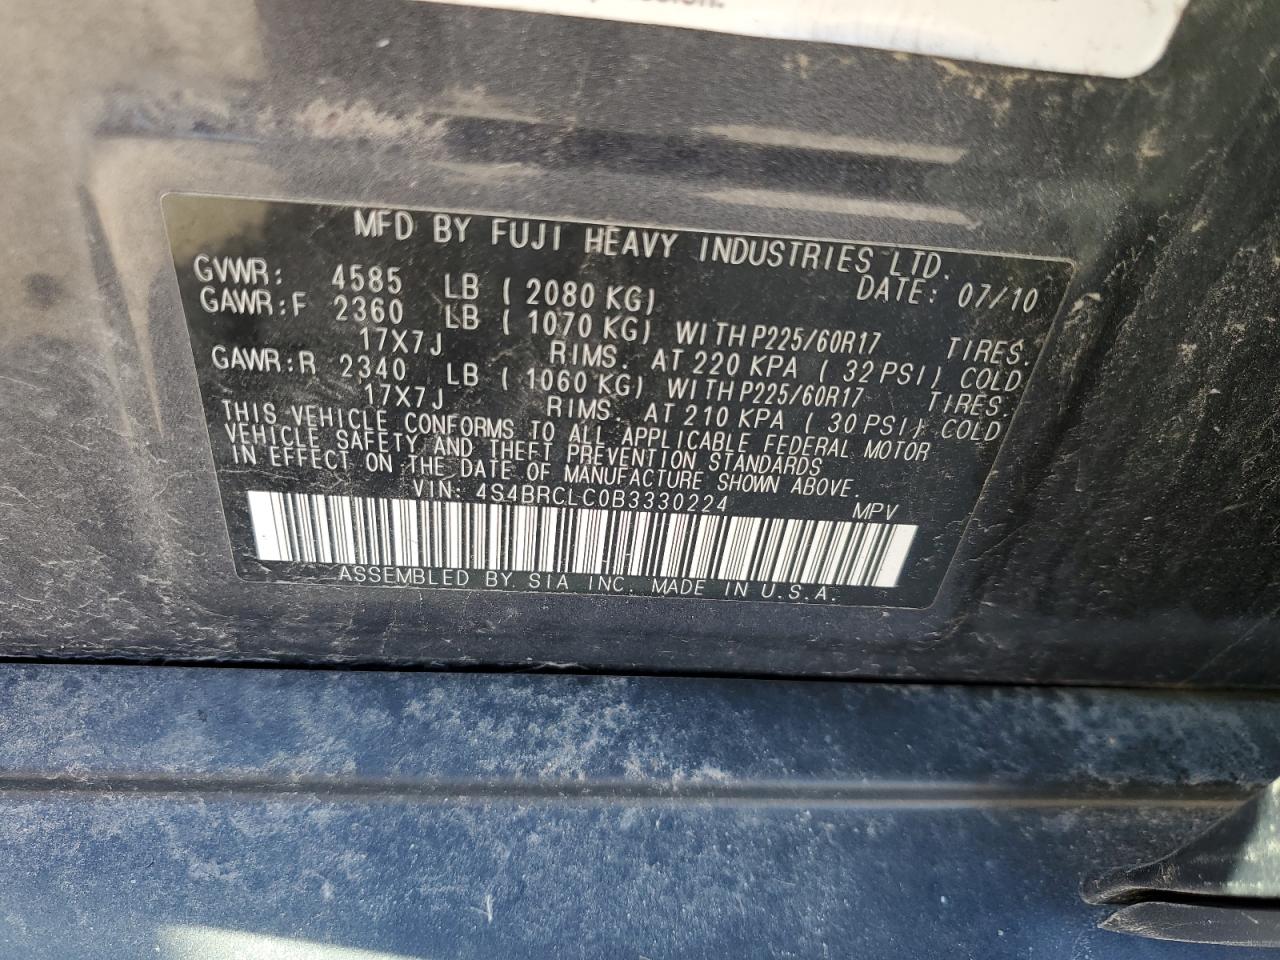 MFD BY FUJI HEAVY INDUSTRIES LTD.
GVWR: 4585 LB ( 2080 KG) DATE: 07/10
GAWR:F 2360 LB ( 1070 KG) WITH P225/60R17 TIRES.
17X7J RIMS. AT 220 KPA ( 32 PSI) COLD
GAWR:R 2340 LB ( 1060 KG) WITH P225/60R17 TIRES.
17X7J RIMS. AT 210 KPA ( 30 PSI) COLD
THIS VEHICLE CONFORMS TO ALL APPLICABLE FEDERAL MOTOR
VEHICLE SAFETY AND THEFT PREVENTION STANDARDS
IN EFFECT ON THE DATE OF MANUFACTURE SHOWN ABOVE.
VIN: 4S4BRCLC0B3330224 MPV
ASSEMBLED BY SIA INC. MADE IN U.S.A.